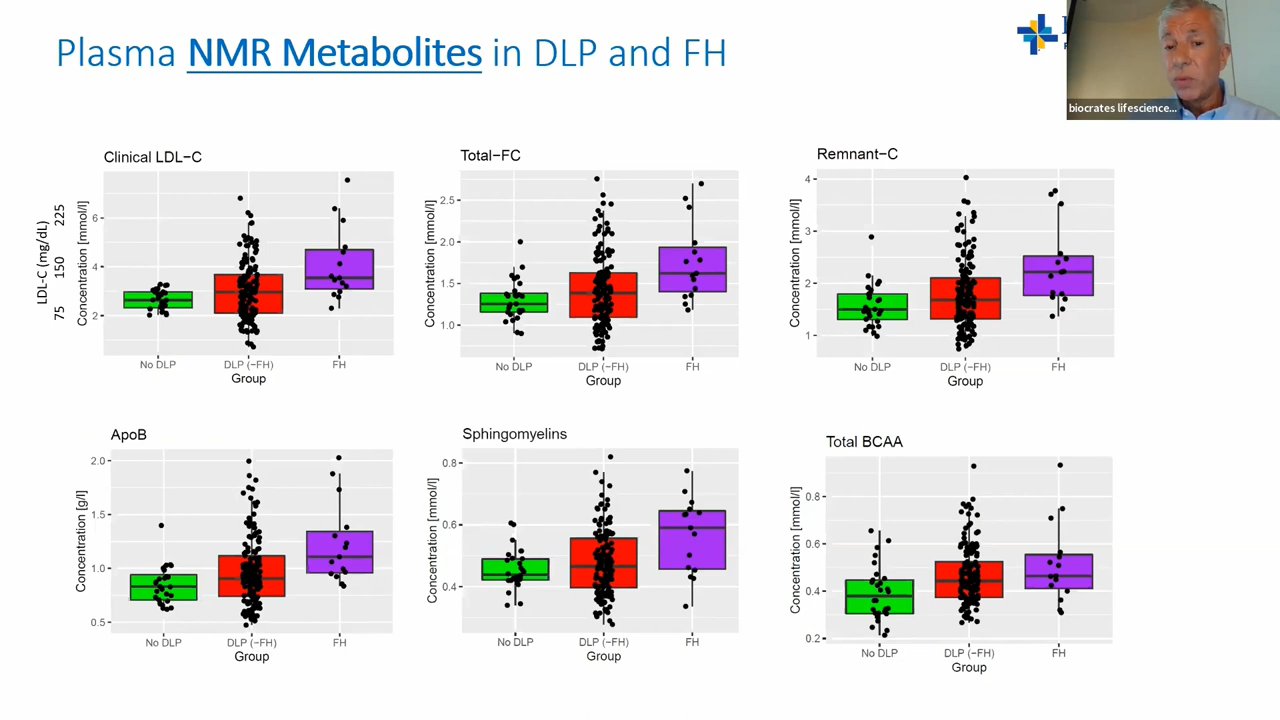 Plasma NMR Metabolites in DLP and FH
biocrates lifescience...
Clinical LDL−C
LDL-C (mg/dL)
75 150 225
Concentration [mmol/l]
6
4
2
No DLP DLP (−FH) FH
Group
Total−FC
Concentration [mmol/l]
2.5
2.0
1.5
1.0
No DLP DLP (−FH) FH
Group
Remnant−C
Concentration [mmol/l]
4
3
2
1
No DLP DLP (−FH) FH
Group
ApoB
Concentration [g/l]
2.0
1.5
1.0
0.5
No DLP DLP (−FH) FH
Group
Sphingomyelins
Concentration [mmol/l]
0.8
0.6
0.4
No DLP DLP (−FH) FH
Group
Total BCAA
Concentration [mmol/l]
0.8
0.6
0.4
0.2
No DLP DLP (−FH) FH
Group